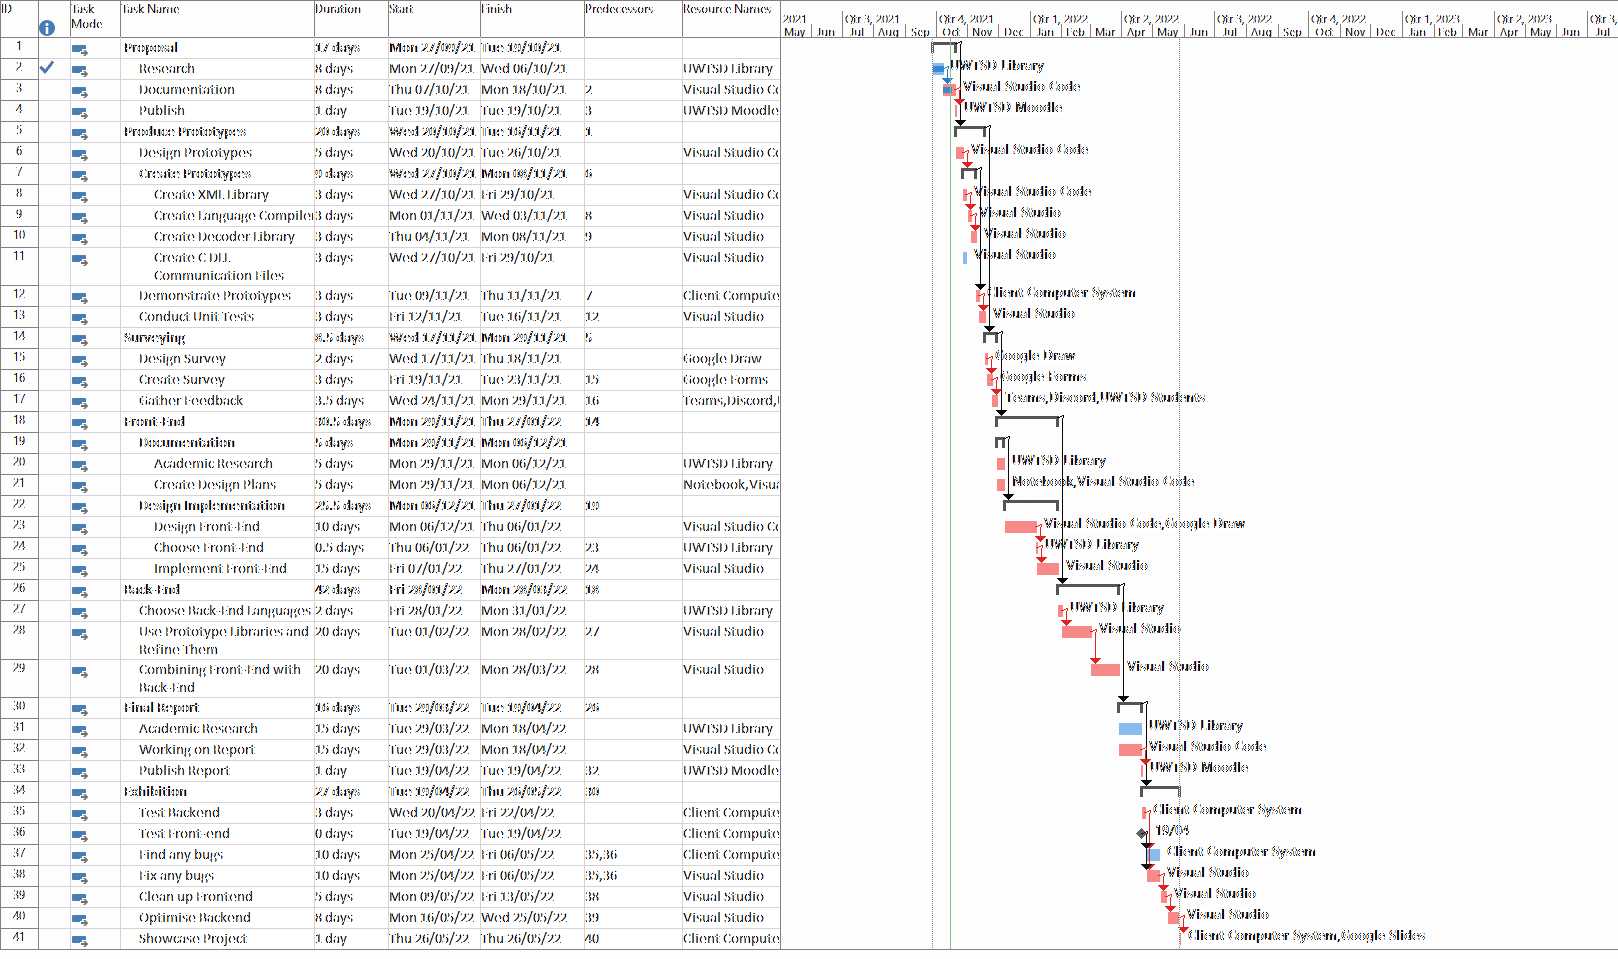 ID Task Mode Task Name Duration Start Finish Predecessors Resource Names
2021 Qtr 3, 2021 Qtr 4, 2021 Qtr 1, 2022 Qtr 2, 2022 Qtr 3, 2022 Qtr 4, 2022 Qtr 1, 2023 Qtr 2, 2023 Qtr 3,
May Jun Jul Aug Sep Oct Nov Dec Jan Feb Mar Apr May Jun Jul Aug Sep Oct Nov Dec Jan Feb Mar Apr May Jun Jul
1 Proposal 17 days Mon 27/09/21 Tue 19/10/21
2 Research 8 days Mon 27/09/21 Wed 06/10/21 UWTSD Library UWTSD Library
3 Documentation 8 days Thu 07/10/21 Mon 18/10/21 2 Visual Studio Co Visual Studio Code
4 Publish 1 day Tue 19/10/21 Tue 19/10/21 3 UWTSD Moodle UWTSD Moodle
5 Produce Prototypes 20 days Wed 20/10/21 Tue 16/11/21 1
6 Design Prototypes 5 days Wed 20/10/21 Tue 26/10/21 Visual Studio Co Visual Studio Code
7 Create Prototypes 9 days Wed 27/10/21 Mon 08/11/21 6
8 Create XML Library 3 days Wed 27/10/21 Fri 29/10/21 Visual Studio Co Visual Studio Code
9 Create Language Compiler 3 days Mon 01/11/21 Wed 03/11/21 8 Visual Studio Visual Studio
10 Create Decoder Library 3 days Thu 04/11/21 Mon 08/11/21 9 Visual Studio Visual Studio
11 Create C DLL 3 days Wed 27/10/21 Fri 29/10/21 Visual Studio Visual Studio
Communication Files
12 Demonstrate Prototypes 3 days Tue 09/11/21 Thu 11/11/21 7 Client Compute Client Computer System
13 Conduct Unit Tests 3 days Fri 12/11/21 Tue 16/11/21 12 Visual Studio Visual Studio
14 Surveying 8.5 days Wed 17/11/21 Mon 29/11/21 5
15 Design Survey 2 days Wed 17/11/21 Thu 18/11/21 Google Draw Google Draw
16 Create Survey 3 days Fri 19/11/21 Tue 23/11/21 15 Google Forms Google Forms
17 Gather Feedback 3.5 days Wed 24/11/21 Mon 29/11/21 16 Teams,Discord,U Teams,Discord,UWTSD Students
18 Front-End 30.5 days Mon 29/11/21 Thu 27/01/22 14
19 Documentation 5 days Mon 29/11/21 Mon 06/12/21
20 Academic Research 5 days Mon 29/11/21 Mon 06/12/21 UWTSD Library UWTSD Library
21 Create Design Plans 5 days Mon 29/11/21 Mon 06/12/21 Notebook,Visua Notebook,Visual Studio Code
22 Design Implementation 25.5 days Mon 06/12/21 Thu 27/01/22 19
23 Design Front-End 10 days Mon 06/12/21 Thu 06/01/22 Visual Studio Co Visual Studio Code,Google Draw
24 Choose Front-End 0.5 days Thu 06/01/22 Thu 06/01/22 23 UWTSD Library UWTSD Library
25 Implement Front-End 15 days Fri 07/01/22 Thu 27/01/22 24 Visual Studio Visual Studio
26 Back-End 42 days Fri 28/01/22 Mon 28/03/22 18
27 Choose Back-End Languages 2 days Fri 28/01/22 Mon 31/01/22 UWTSD Library UWTSD Library
28 Use Prototype Libraries and 20 days Tue 01/02/22 Mon 28/02/22 27 Visual Studio Visual Studio
Refine Them
29 Combining Front-End with 20 days Tue 01/03/22 Mon 28/03/22 28 Visual Studio Visual Studio
Back-End
30 Final Report 16 days Tue 29/03/22 Tue 19/04/22 26
31 Academic Research 15 days Tue 29/03/22 Mon 18/04/22 UWTSD Library UWTSD Library
32 Working on Report 15 days Tue 29/03/22 Mon 18/04/22 Visual Studio Co Visual Studio Code
33 Publish Report 1 day Tue 19/04/22 Tue 19/04/22 32 UWTSD Moodle UWTSD Moodle
34 Exhibition 27 days Tue 19/04/22 Thu 26/05/22 30
35 Test Backend 3 days Wed 20/04/22 Fri 22/04/22 Client Compute Client Computer System
36 Test Front-end 0 days Tue 19/04/22 Tue 19/04/22 Client Compute 19/04
37 Find any bugs 10 days Mon 25/04/22 Fri 06/05/22 35,36 Client Compute Client Computer System
38 Fix any bugs 10 days Mon 25/04/22 Fri 06/05/22 35,36 Visual Studio Visual Studio
39 Clean up Frontend 5 days Mon 09/05/22 Fri 13/05/22 38 Visual Studio Visual Studio
40 Optimise Backend 8 days Mon 16/05/22 Wed 25/05/22 39 Visual Studio Visual Studio
41 Showcase Project 1 day Thu 26/05/22 Thu 26/05/22 40 Client Compute Client Computer System,Google Slides